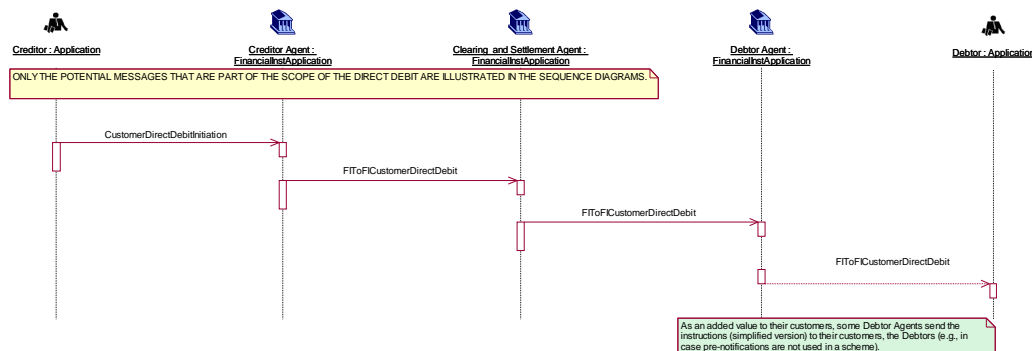 Creditor : Application
Creditor Agent :
FinancialInstApplication
Clearing and Settlement Agent :
FinancialInstApplication
Debtor Agent :
FinancialInstApplication
Debtor : Application
ONLY THE POTENTIAL MESSAGES THAT ARE PART OF THE SCOPE OF THE DIRECT DEBIT ARE ILLUSTRATED IN THE SEQUENCE DIAGRAMS.
CustomerDirectDebitInitiation
FIToFICustomerDirectDebit
FIToFICustomerDirectDebit
FIToFICustomerDirectDebit
As an added value to their customers, some Debtor Agents send the
instructions (simplified version) to their customers, the Debtors (e.g., in
case pre-notifications are not used in a scheme).